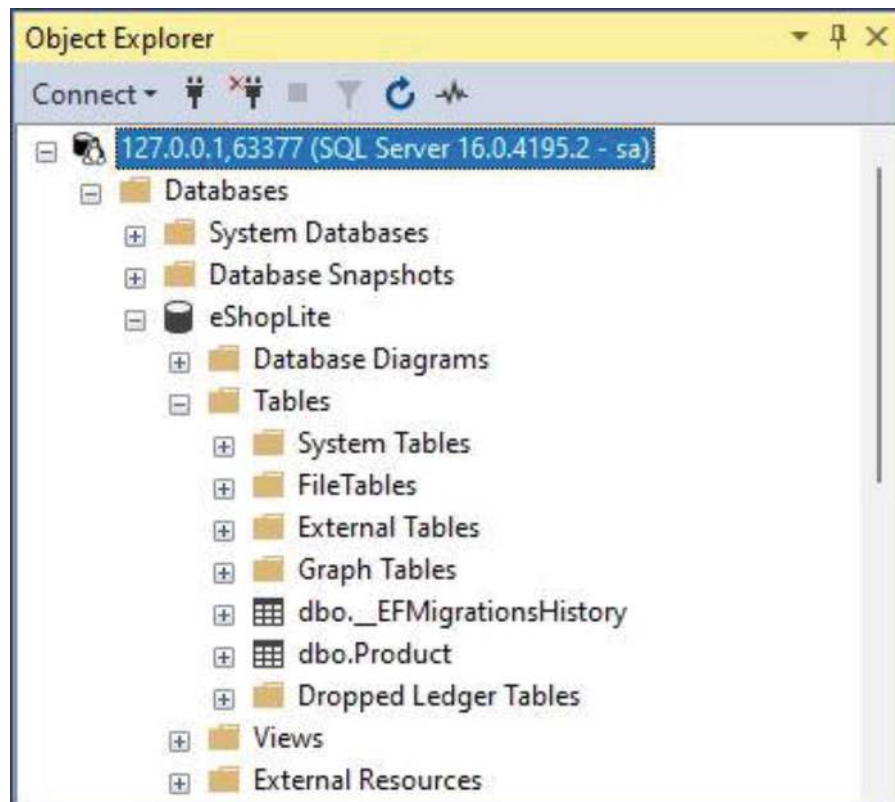 Object Explorer
Connect
127.0.0.1,63377 (SQL Server 16.0.4195.2 - sa)
Databases
System Databases
Database Snapshots
eShopLite
Database Diagrams
Tables
System Tables
FileTables
External Tables
Graph Tables
dbo.__EFMigrationsHistory
dbo.Product
Dropped Ledger Tables
Views
External Resources